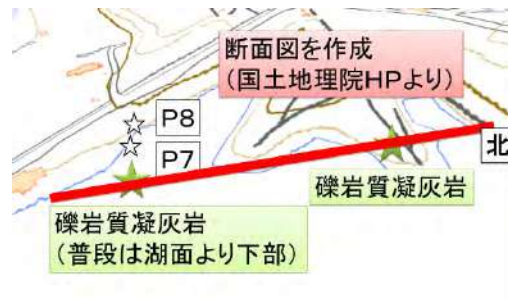 断面図を作成
(国土地理院HPより)
P8
P7
北
礫岩質凝灰岩
礫岩質凝灰岩
(普段は湖面より下部)